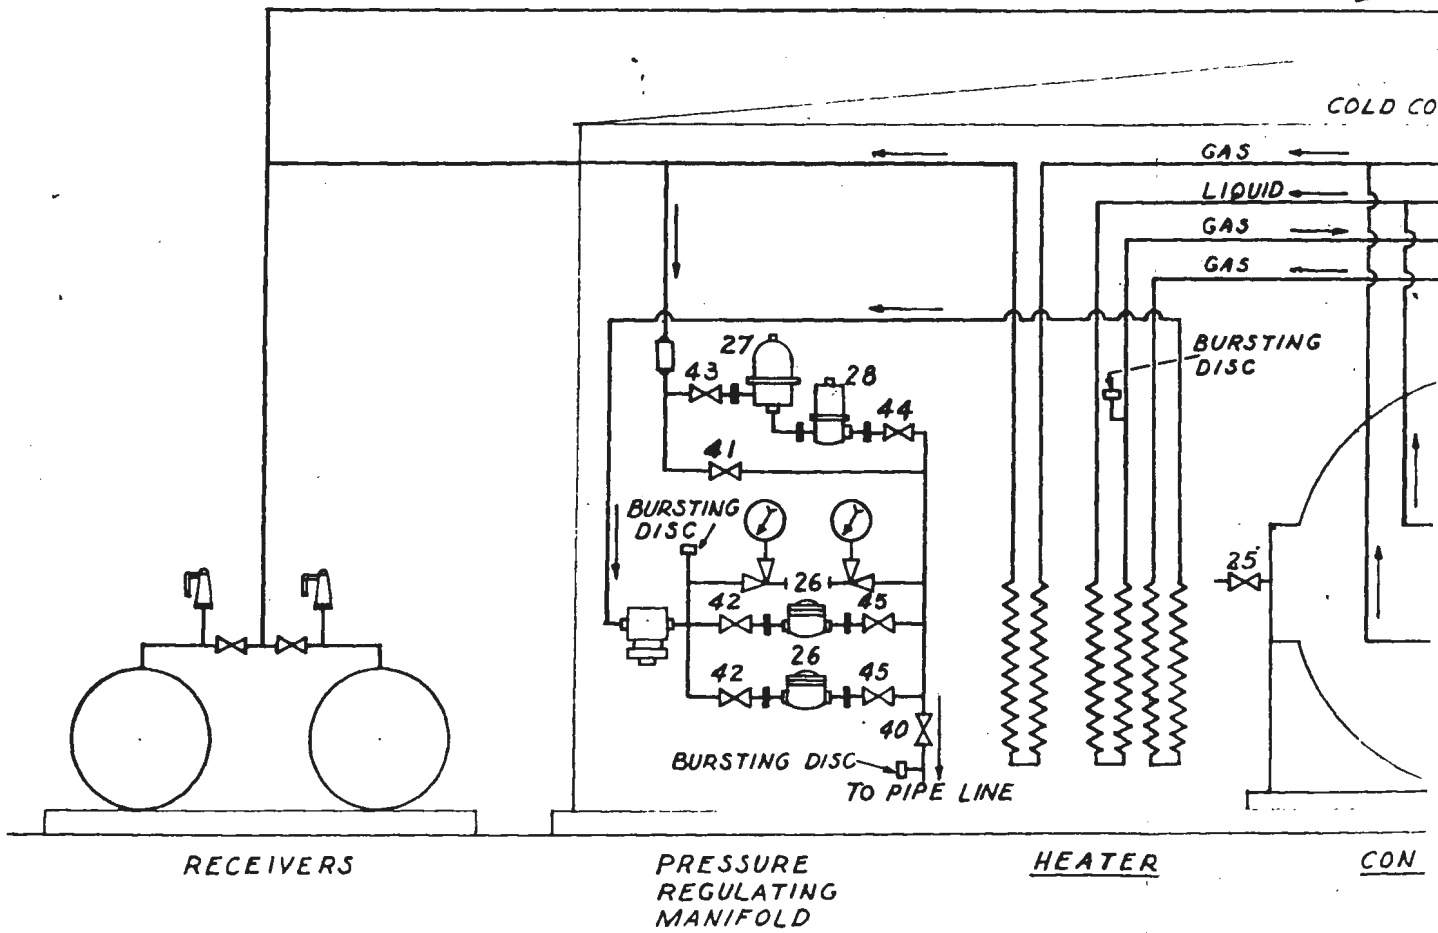 COLD CO
GAS
LIQUID
GAS
GAS
BURSTING
DISC
27
43
28
44
41
BURSTING
DISC
26
42
45
25
26
42
45
40
BURSTING DISC
TO PIPE LINE
RECEIVERS
PRESSURE
REGULATING
MANIFOLD
HEATER
CON